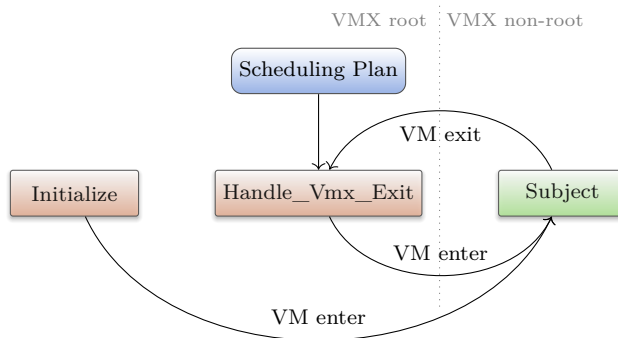 VMX root
VMX non-root
Scheduling Plan
VM exit
Initialize
Handle_Vmx_Exit
Subject
VM enter
VM enter